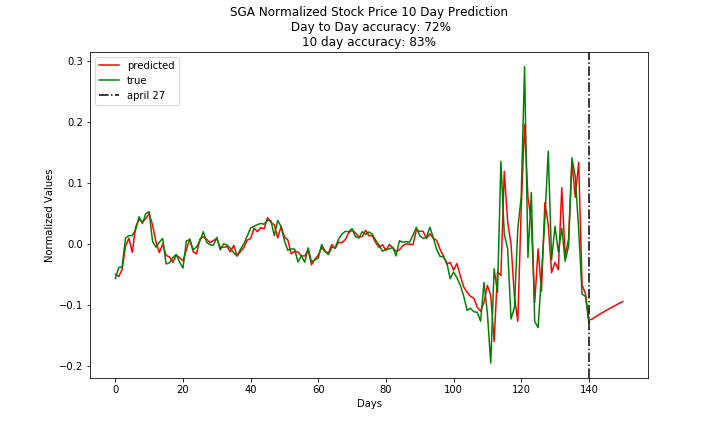 SGA Normalized Stock Price 10 Day Prediction
Day to Day accuracy: 72%
10 day accuracy: 83%
predicted
true
april 27
Normalized Values
0.3
0.2
0.1
0.0
−0.1
−0.2
0 20 40 60 80 100 120 140
Days